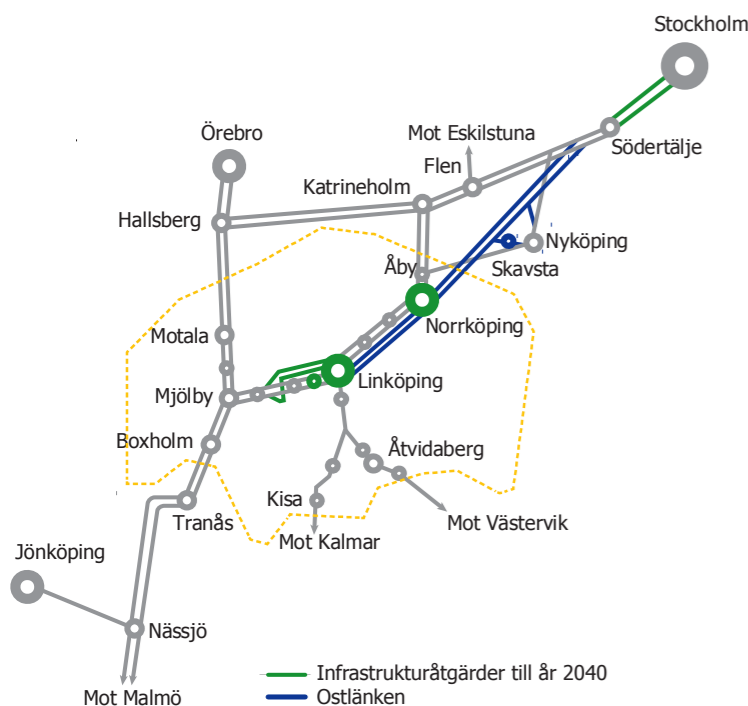 Stockholm
Örebro
Mot Eskilstuna
Södertälje
Flen
Katrineholm
Hallsberg
Nyköping
Skavsta
Åby
Norrköping
Motala
Linköping
Mjölby
Boxholm
Åtvidaberg
Kisa
Tranås
Mot Västervik
Mot Kalmar
Jönköping
Nässjö
Infrastrukturåtgärder till år 2040
Mot Malmö
Ostlänken